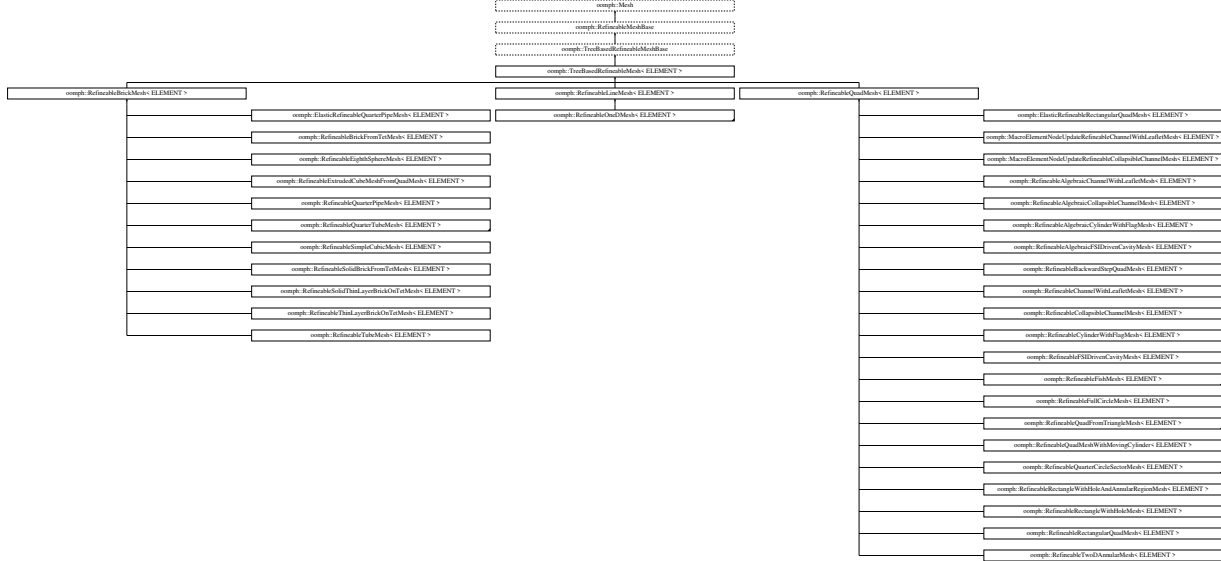 oomph::Mesh
oomph::RefineableMeshBase
oomph::TreeBasedRefineableMeshBase
oomph::TreeBasedRefineableMesh< ELEMENT >
oomph::RefineableBrickMesh< ELEMENT >
oomph::RefineableLineMesh< ELEMENT >
oomph::RefineableQuadMesh< ELEMENT >
oomph::ElasticRefineableQuarterPipeMesh< ELEMENT >
oomph::RefineableOneDMesh< ELEMENT >
oomph::ElasticRefineableRectangularQuadMesh< ELEMENT >
oomph::RefineableBrickFromTetMesh< ELEMENT >
oomph::MacroElementNodeUpdateRefineableChannelWithLeafletMesh< ELEMENT >
oomph::RefineableEighthSphereMesh< ELEMENT >
oomph::MacroElementNodeUpdateRefineableCollapsibleChannelMesh< ELEMENT >
oomph::RefineableExtrudedCubeMeshFromQuadMesh< ELEMENT >
oomph::RefineableAlgebraicChannelWithLeafletMesh< ELEMENT >
oomph::RefineableQuarterPipeMesh< ELEMENT >
oomph::RefineableAlgebraicCollapsibleChannelMesh< ELEMENT >
oomph::RefineableQuarterTubeMesh< ELEMENT >
oomph::RefineableAlgebraicCylinderWithFlagMesh< ELEMENT >
oomph::RefineableSimpleCubicMesh< ELEMENT >
oomph::RefineableAlgebraicFSIDrivenCavityMesh< ELEMENT >
oomph::RefineableSolidBrickFromTetMesh< ELEMENT >
oomph::RefineableBackwardStepQuadMesh< ELEMENT >
oomph::RefineableSolidThinLayerBrickOnTetMesh< ELEMENT >
oomph::RefineableChannelWithLeafletMesh< ELEMENT >
oomph::RefineableThinLayerBrickOnTetMesh< ELEMENT >
oomph::RefineableCollapsibleChannelMesh< ELEMENT >
oomph::RefineableTubeMesh< ELEMENT >
oomph::RefineableCylinderWithFlagMesh< ELEMENT >
oomph::RefineableFSIDrivenCavityMesh< ELEMENT >
oomph::RefineableFishMesh< ELEMENT >
oomph::RefineableFullCircleMesh< ELEMENT >
oomph::RefineableQuadFromTriangleMesh< ELEMENT >
oomph::RefineableQuadMeshWithMovingCylinder< ELEMENT >
oomph::RefineableQuarterCircleSectorMesh< ELEMENT >
oomph::RefineableRectangleWithHoleAndAnnularRegionMesh< ELEMENT >
oomph::RefineableRectangleWithHoleMesh< ELEMENT >
oomph::RefineableRectangularQuadMesh< ELEMENT >
oomph::RefineableTwoDAnnularMesh< ELEMENT >